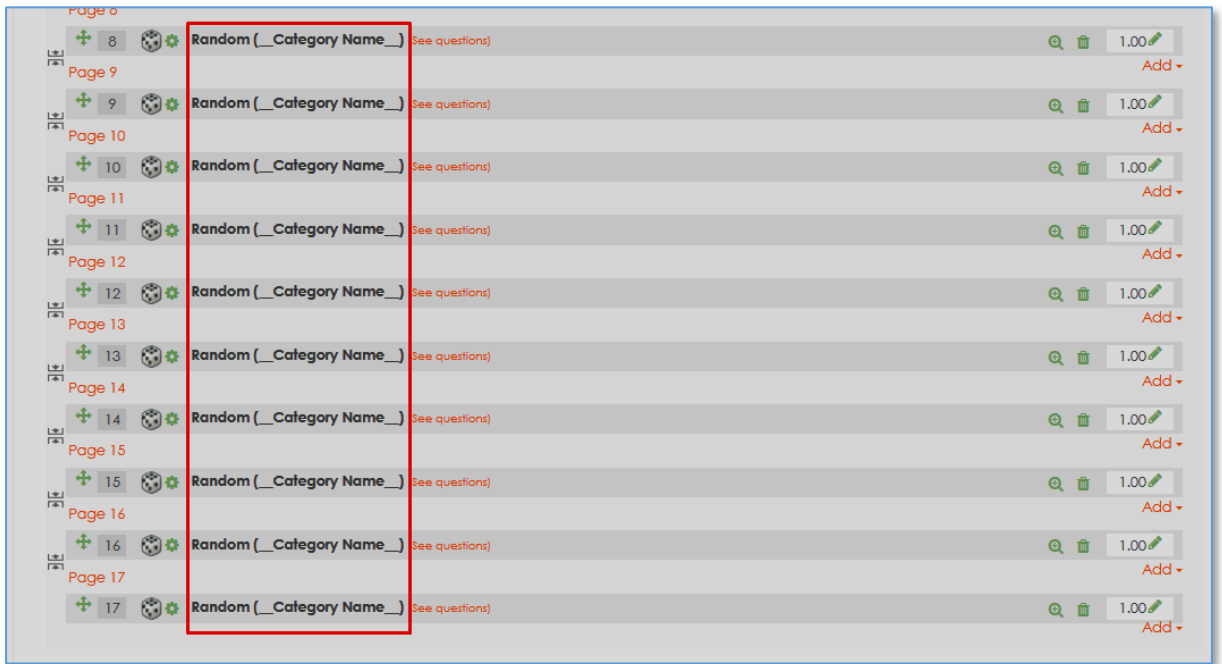 Page 8
8 Random (__Category Name__) See questions) 1.00
Add
Page 9
9 Random (__Category Name__) See questions) 1.00
Add
Page 10
10 Random (__Category Name__) See questions) 1.00
Add
Page 11
11 Random (__Category Name__) See questions) 1.00
Add
Page 12
12 Random (__Category Name__) See questions) 1.00
Add
Page 13
13 Random (__Category Name__) See questions) 1.00
Add
Page 14
14 Random (__Category Name__) See questions) 1.00
Add
Page 15
15 Random (__Category Name__) See questions) 1.00
Add
Page 16
16 Random (__Category Name__) See questions) 1.00
Add
Page 17
17 Random (__Category Name__) See questions) 1.00
Add